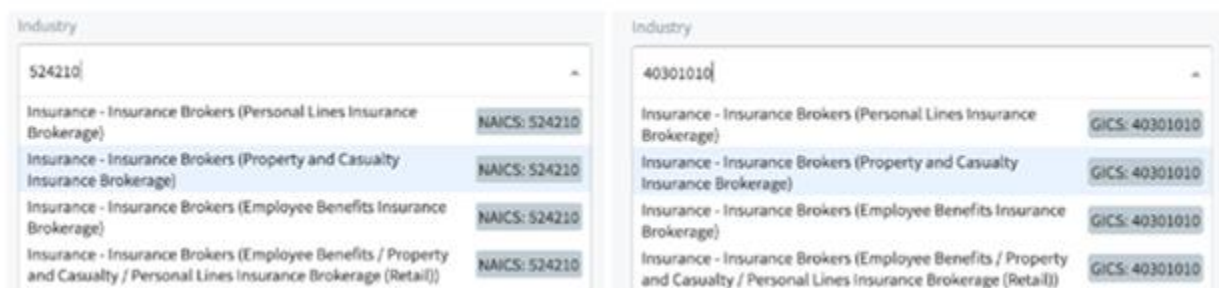 Industry
524210
Insurance - Insurance Brokers (Personal Lines Insurance
Brokerage)
NAICS: 524210
Insurance - Insurance Brokers (Property and Casualty
Insurance Brokerage)
NAICS: 524210
Insurance - Insurance Brokers (Employee Benefits Insurance
Brokerage)
NAICS: 524210
Insurance - Insurance Brokers (Employee Benefits / Property
and Casualty / Personal Lines Insurance Brokerage (Retail))
NAICS: 524210
Industry
40301010
Insurance - Insurance Brokers (Personal Lines Insurance
Brokerage)
GICS: 40301010
Insurance - Insurance Brokers (Property and Casualty
Insurance Brokerage)
GICS: 40301010
Insurance - Insurance Brokers (Employee Benefits Insurance
Brokerage)
GICS: 40301010
Insurance - Insurance Brokers (Employee Benefits / Property
and Casualty / Personal Lines Insurance Brokerage (Retail))
GICS: 40301010